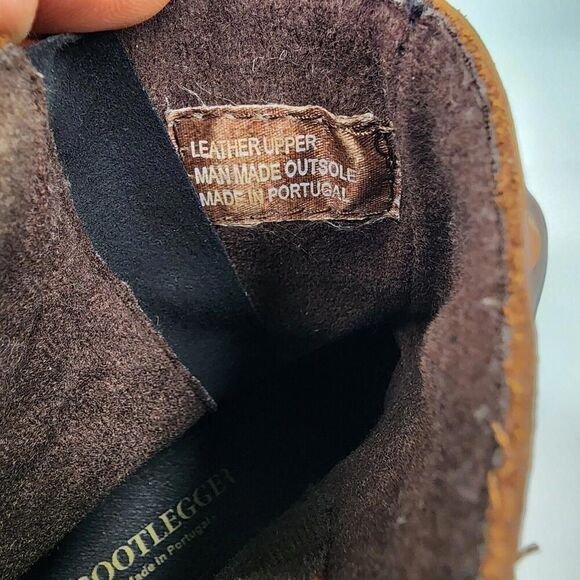 LEATHER UPPER
MAN MADE OUTSOLE
MADE IN PORTUGAL
BOOTLEGGER
Made in Portugal